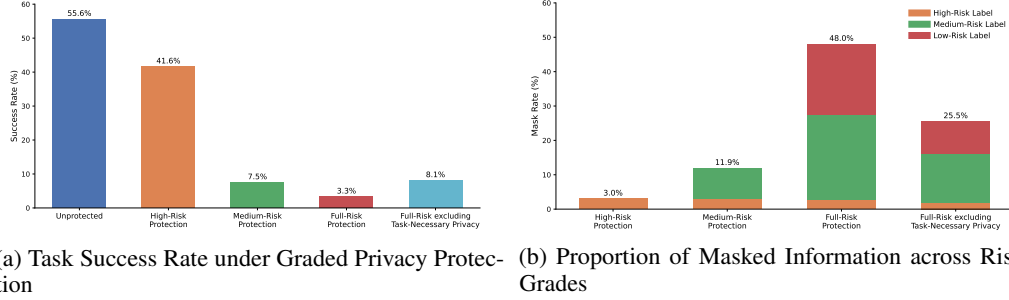 60
50
40
30
20
10
0
Success Rate (%)
55.6%
41.6%
7.5%
3.3%
8.1%
Unprotected
High-Risk
Protection
Medium-Risk
Protection
Full-Risk
Protection
Full-Risk excluding
Task-Necessary Privacy
(a) Task Success Rate under Graded Privacy Protec-
tion
60
50
40
30
20
10
0
Mask Rate (%)
High-Risk Label
Medium-Risk Label
Low-Risk Label
3.0%
11.9%
48.0%
25.5%
High-Risk
Protection
Medium-Risk
Protection
Full-Risk
Protection
Full-Risk excluding
Task-Necessary Privacy
(b) Proportion of Masked Information across Ris
Grades